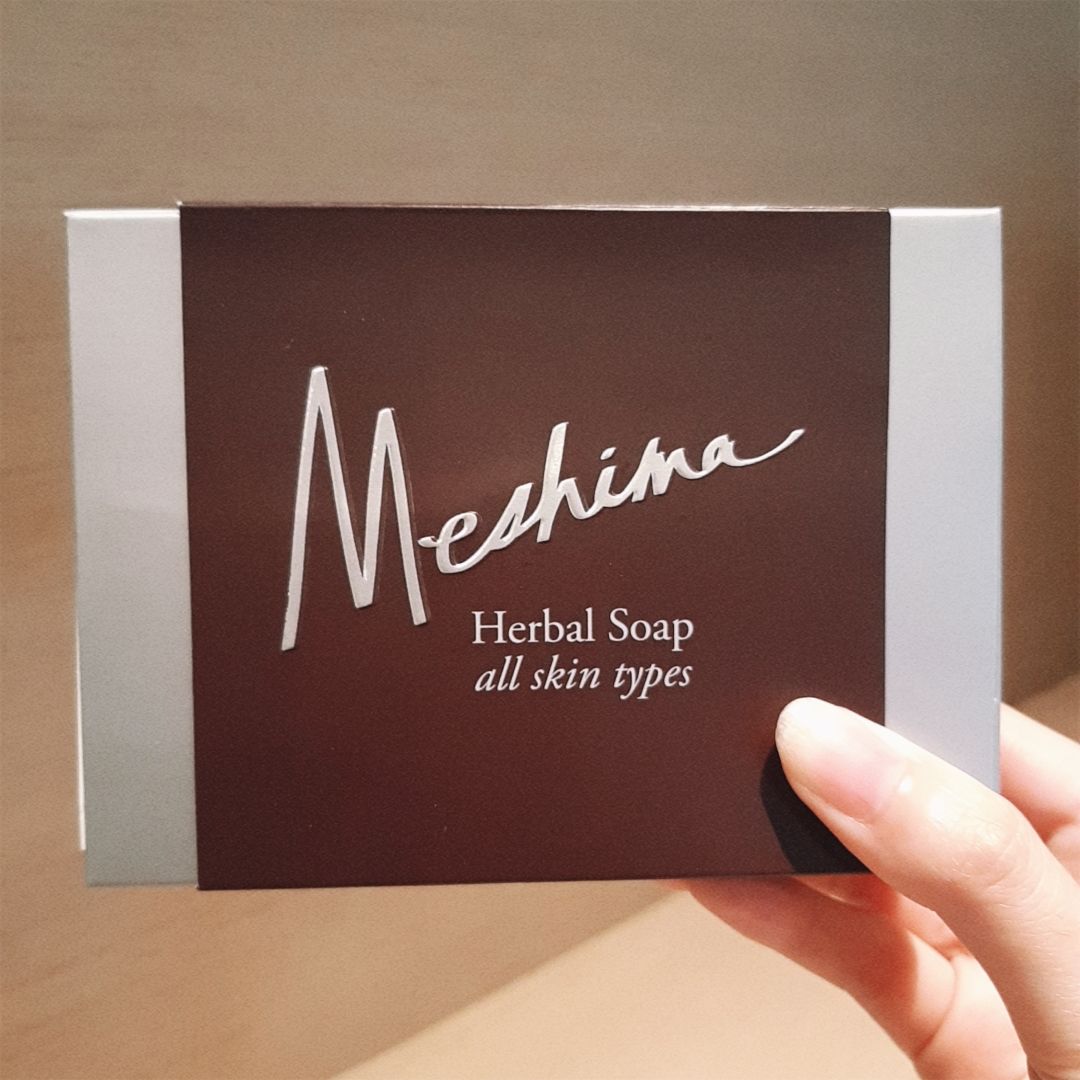 Meshima
Herbal Soap
all skin types